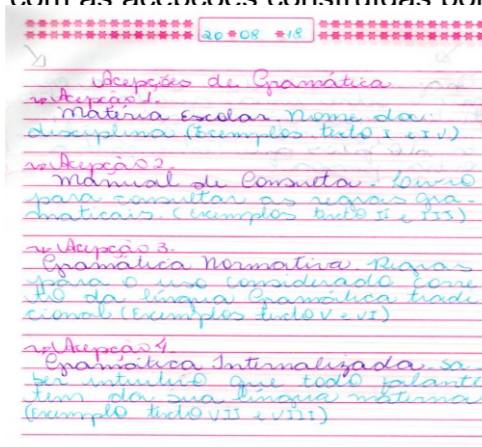 com as acepções construídas por
20 08 18
Acepções de Gramática
Acepção 1.
Matéria Escolar. Nome da
disciplina (Exemplos texto I e IV)
Acepção 2.
Manual de Consulta. Livro
para consultar as regras gra-
maticais. (exemplos texto II e III)
Acepção 3.
Gramática Normativa. Regras
para o uso considerado corre
to da língua Gramática tradi
cional (Exemplos texto V e VI)
Acepção 4.
Gramática Internalizada. sa
ber intuitivo que todo falante
tem da sua língua materna
(exemplo texto VII e VIII)